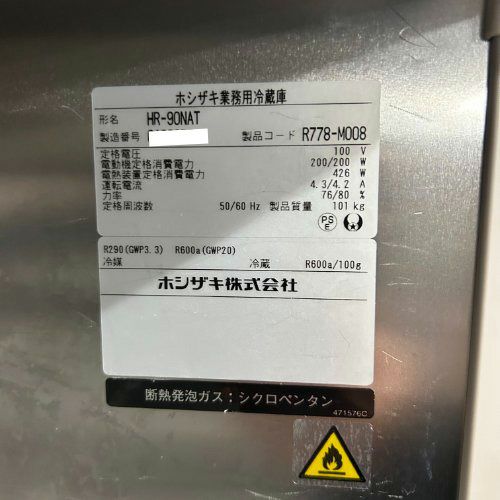 ホシザキ業務用冷蔵庫
形名 HR-90NAT
製造番号 製品コード R778-M008
定格電圧 100 V
電動機定格消費電力 200/200 W
電熱装置定格消費電力 426 W
運転電流 4.3/4.2 A
力率 76/80 %
定格周波数 50/60 Hz 製品質量 101 kg
PS
E
R290(GWP3.3) R600a(GWP20)
冷媒 冷蔵 R600a/100g
ホシザキ株式会社
断熱発泡ガス：シクロペンタン
471576C